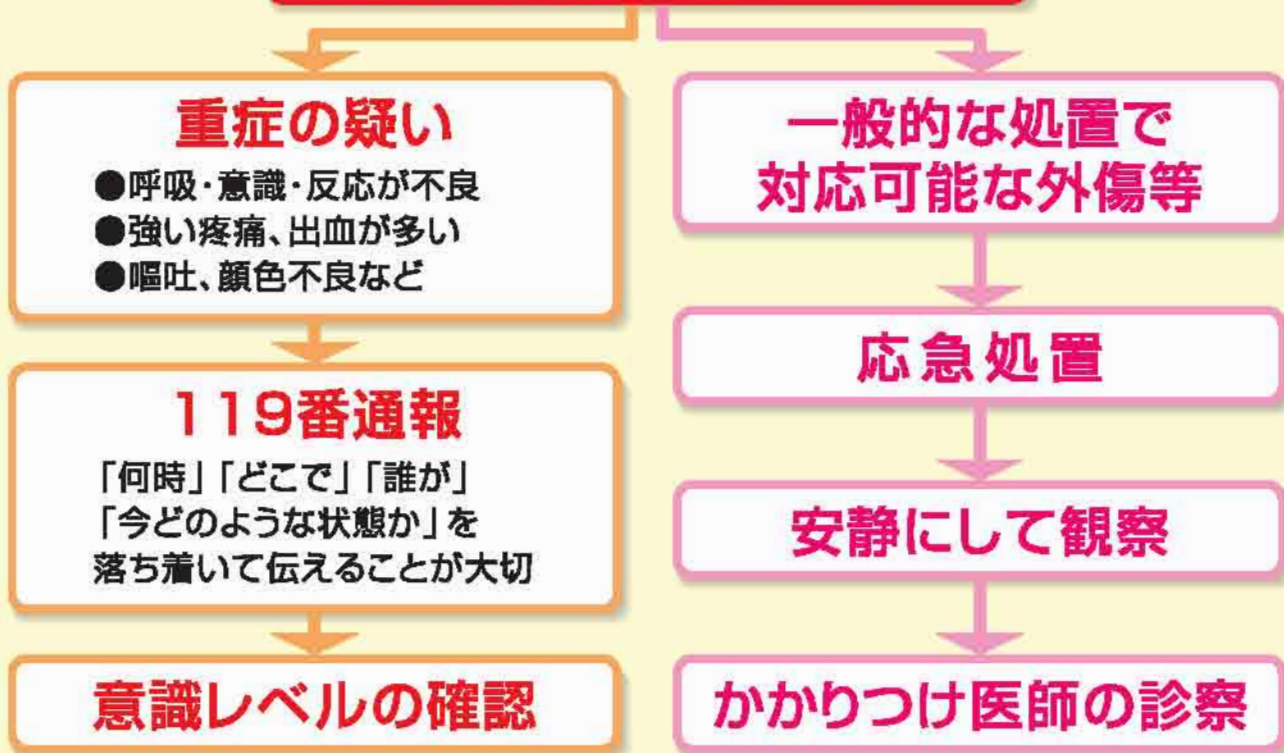 重症の疑い
●呼吸・意識・反応が不良
●強い疼痛、出血が多い
●嘔吐、顔色不良など
119番通報
「何時」「どこで」「誰が」
「今どのような状態か」を
落ち着いて伝えることが大切
意識レベルの確認
一般的な処置で
対応可能な外傷等
応急処置
安静にして観察
かかりつけ医師の診察